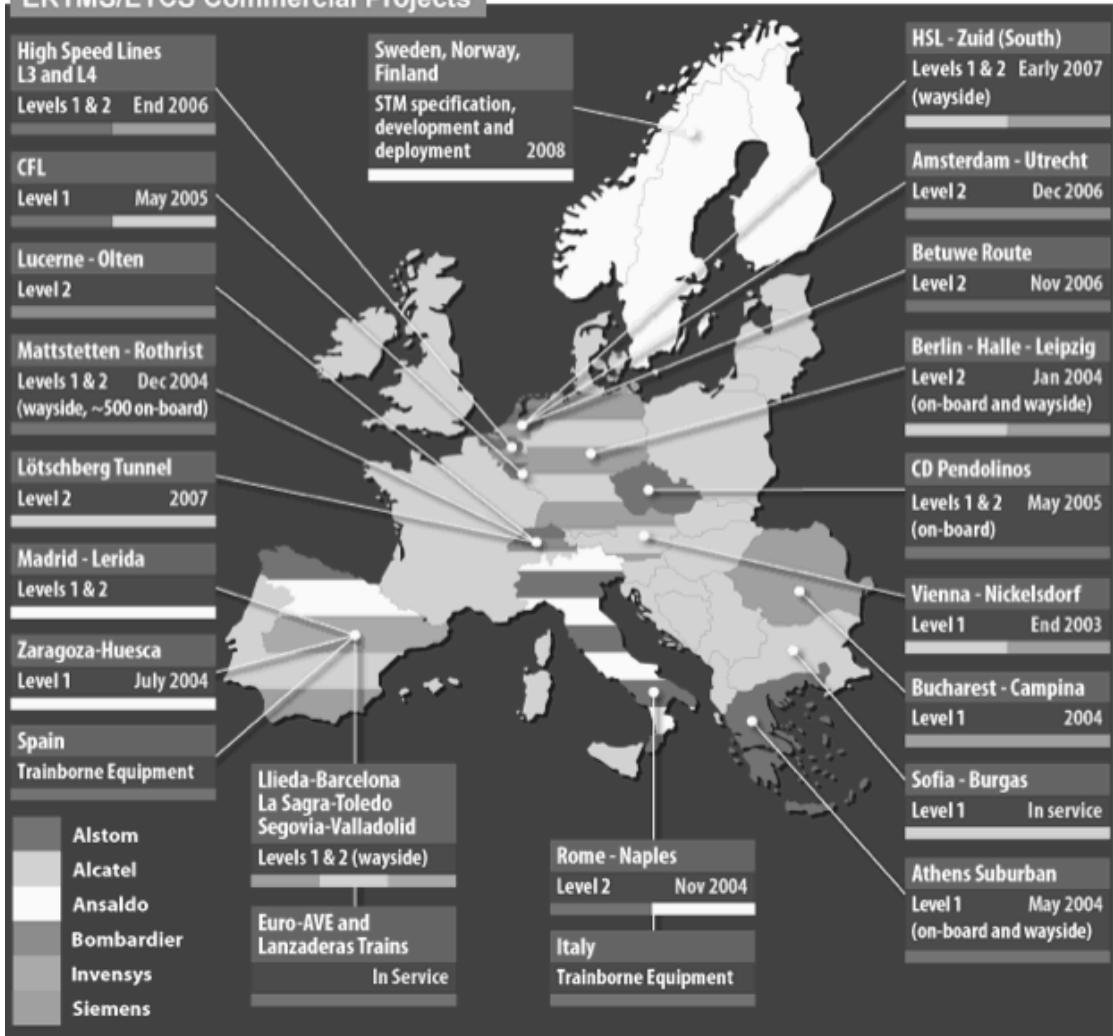 ERTMS/ETCS Commercial Projects
High Speed Lines
L3 and L4
Levels 1 & 2 End 2006
CFL
Level 1 May 2005
Lucerne - Olten
Level 2
Mattstetten - Rothrist
Levels 1 & 2 Dec 2004
(wayside, ~500 on-board)
Lötschberg Tunnel
Level 2 2007
Madrid - Lerida
Levels 1 & 2
Zaragoza-Huesca
Level 1 July 2004
Spain
Trainborne Equipment
Alstom
Alcatel
Ansaldo
Bombardier
Invensys
Siemens
Sweden, Norway,
Finland
STM specification,
development and
deployment 2008
Llieda-Barcelona
La Sagra-Toledo
Segovia-Valladolid
Levels 1 & 2 (wayside)
Euro-AVE and
Lanzaderas Trains
In Service
Rome - Naples
Level 2 Nov 2004
Italy
Trainborne Equipment
HSL - Zuid (South)
Levels 1 & 2 Early 2007
(wayside)
Amsterdam - Utrecht
Level 2 Dec 2006
Betuwe Route
Level 2 Nov 2006
Berlin - Halle - Leipzig
Level 2 Jan 2004
(on-board and wayside)
CD Pendolinos
Levels 1 & 2 May 2005
(on-board)
Vienna - Nickelsdorf
Level 1 End 2003
Bucharest - Campina
Level 1 2004
Sofia - Burgas
Level 1 In service
Athens Suburban
Level 1 May 2004
(on-board and wayside)